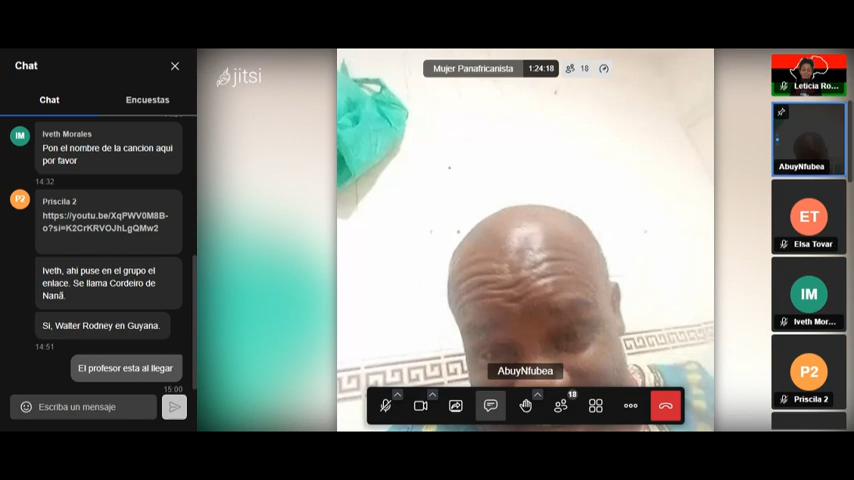 Chat
Chat
Encuestas
IM
Iveth Morales
Pon el nombre de la cancion aqui
por favor
14:32
P2
Priscila 2
https://youtu.be/XqPWV0M8B-
o?si=K2CrKRVOJhLgQMw2
Iveth, ahi puse en el grupo el
enlace. Se llama Cordeiro de
Nanã.
Si, Walter Rodney en Guyana.
14:51
El profesor esta al llegar
15:00
Escriba un mensaje
jitsi
Mujer Panafricanista
1:24:18
18
AbuyNfubea
18
Leticia Ro...
AbuyNfubea
ET
Elsa Tovar
IM
Iveth Mor...
P2
Priscila 2